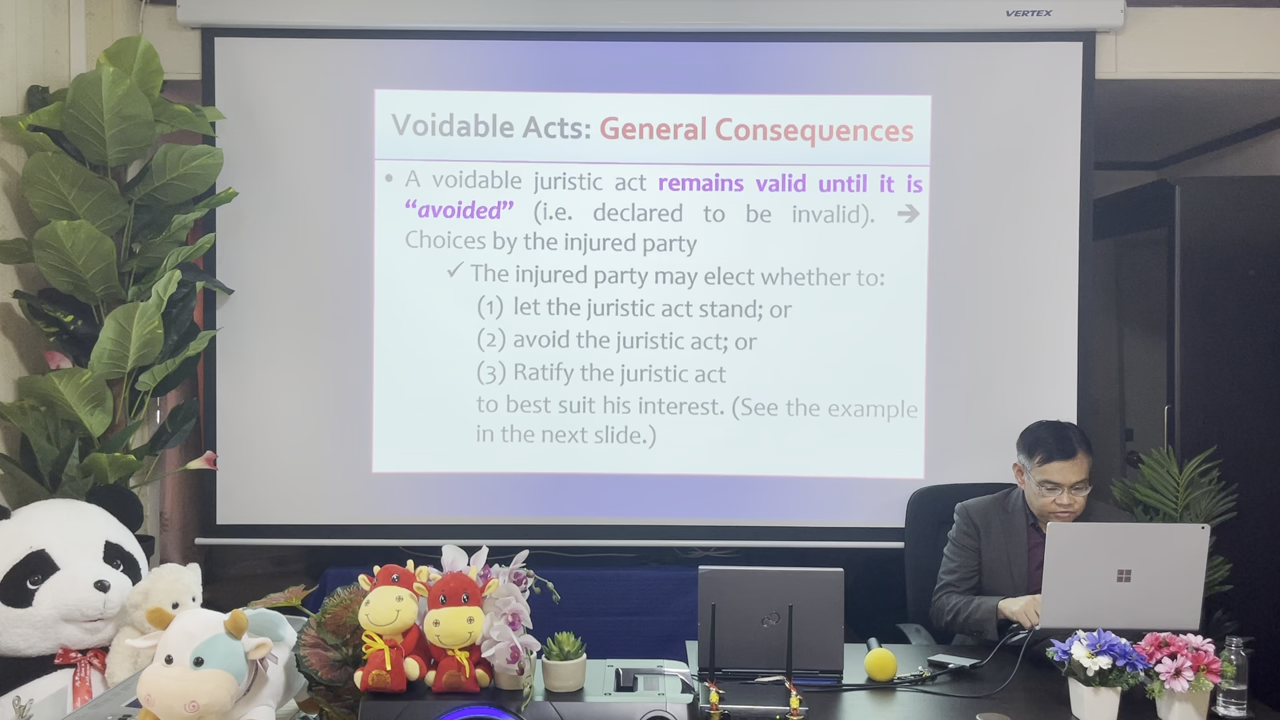 VERTEX
Voidable Acts: General Consequences
• A voidable juristic act remains valid until it is
“avoided” (i.e. declared to be invalid). ➔
Choices by the injured party
✓ The injured party may elect whether to:
(1) let the juristic act stand; or
(2) avoid the juristic act; or
(3) Ratify the juristic act
to best suit his interest. (See the example
in the next slide.)